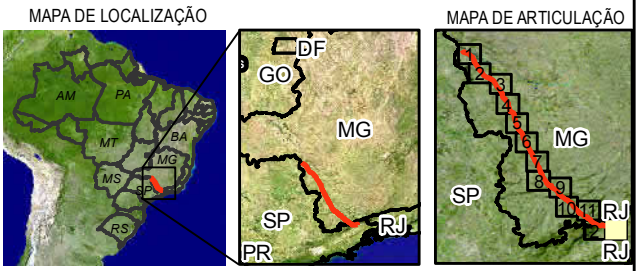 MAPA DE LOCALIZAÇÃO
AM
PA
MT
BA
MG
MS
SP
RS
DF
GO
MG
SP
RJ
PR
MAPA DE ARTICULAÇÃO
1
2
3
4
5
6
7
8
9
10
11
MG
SP
RJ
RJ